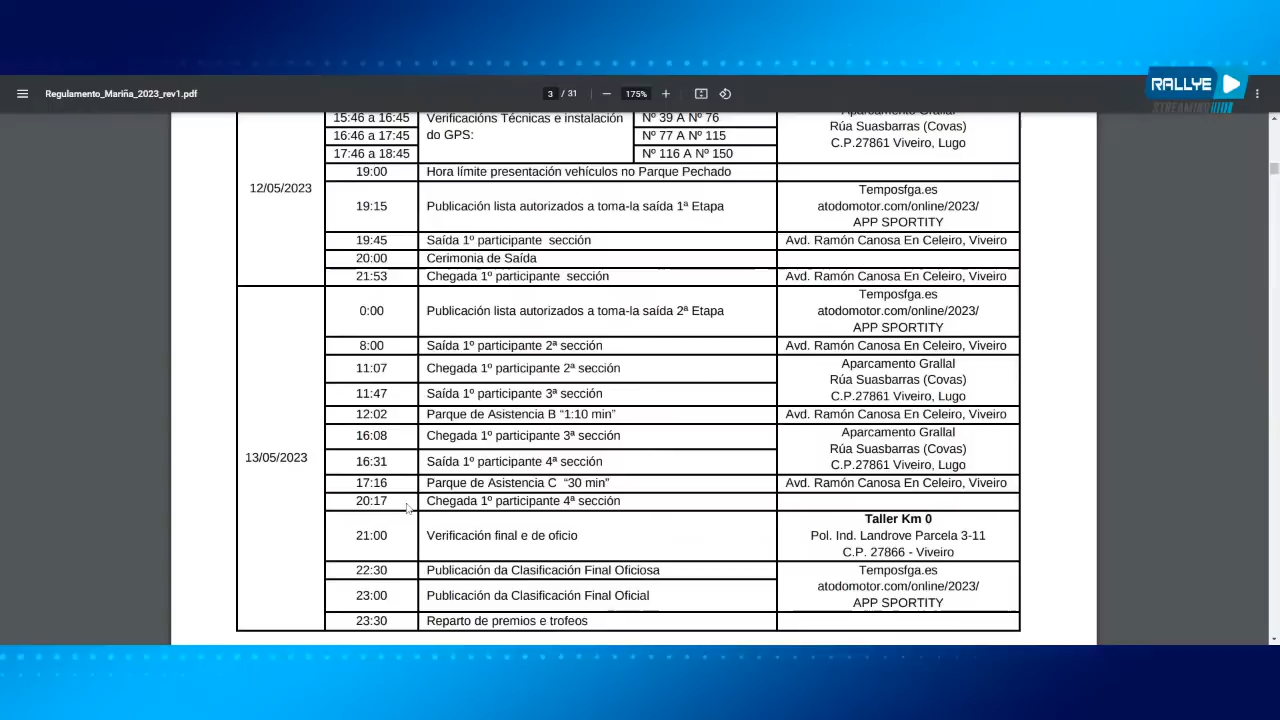 Regulamento_Mariña_2023_rev1.pdf
3 / 31
175%
RALLYE
STREAMING
15:46 a 16:45 Verificacións Técnicas e instalación do GPS: Nº 39 A Nº 76
16:46 a 17:45 Nº 77 A Nº 115
17:46 a 18:45 Nº 116 A Nº 150
Rúa Suasbarras (Covas)
C.P.27861 Viveiro, Lugo
12/05/2023
19:00 Hora límite presentación vehículos no Parque Pechado
19:15 Publicación lista autorizados a toma-la saída 1ª Etapa
Temposfga.es
atodomotor.com/online/2023/
APP SPORTITY
19:45 Saída 1º participante sección Avd. Ramón Canosa En Celeiro, Viveiro
20:00 Cerimonia de Saída
21:53 Chegada 1º participante sección Avd. Ramón Canosa En Celeiro, Viveiro
13/05/2023
0:00 Publicación lista autorizados a toma-la saída 2ª Etapa
Temposfga.es
atodomotor.com/online/2023/
APP SPORTITY
8:00 Saída 1º participante 2ª sección Avd. Ramón Canosa En Celeiro, Viveiro
11:07 Chegada 1º participante 2ª sección
11:47 Saída 1º participante 3ª sección
Aparcamento Grallal
Rúa Suasbarras (Covas)
C.P.27861 Viveiro, Lugo
12:02 Parque de Asistencia B “1:10 min” Avd. Ramón Canosa En Celeiro, Viveiro
16:08 Chegada 1º participante 3ª sección
16:31 Saída 1º participante 4ª sección
Aparcamento Grallal
Rúa Suasbarras (Covas)
C.P.27861 Viveiro, Lugo
17:16 Parque de Asistencia C “30 min” Avd. Ramón Canosa En Celeiro, Viveiro
20:17 Chegada 1º participante 4ª sección
21:00 Verificación final e de oficio
Taller Km 0
Pol. Ind. Landrove Parcela 3-11
C.P. 27866 - Viveiro
22:30 Publicación da Clasificación Final Oficiosa
23:00 Publicación da Clasificación Final Oficial
Temposfga.es
atodomotor.com/online/2023/
APP SPORTITY
23:30 Reparto de premios e trofeos